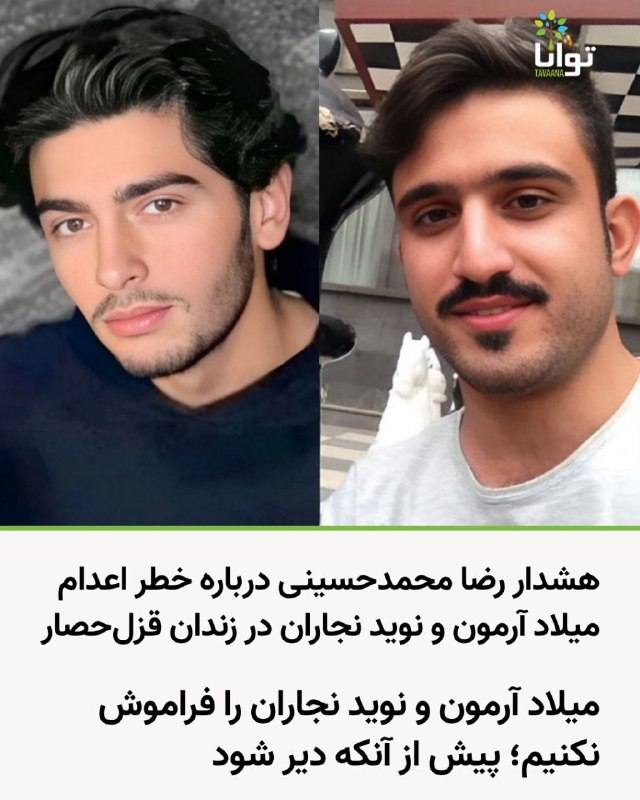 توانا
TAVAANA
هشدار رضا محمدحسینی درباره خطر اعدام
میلاد آرمون و نوید نجاران در زندان قزل‌حصار
میلاد آرمون و نوید نجاران را فراموش
نکنیم؛ پیش از آنکه دیر شود